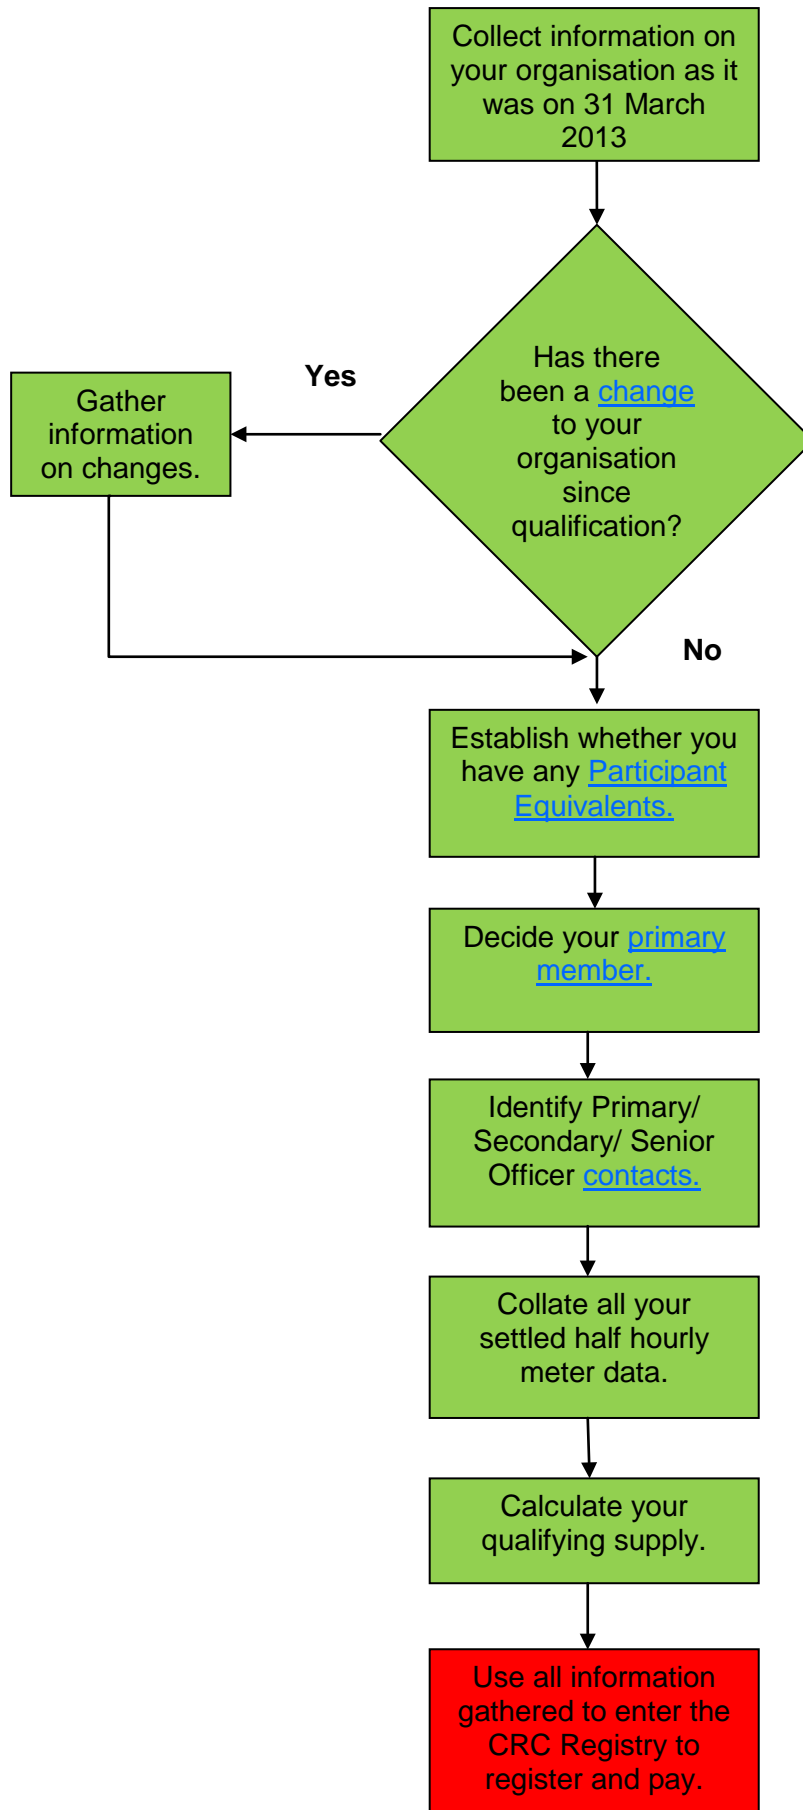 Collect information on
your organisation as it
was on 31 March
2013
Has there
been a change
to your
organisation
since
qualification?
Yes
Gather
information
on changes.
No
Establish whether you
have any Participant
Equivalents.
Decide your primary
member.
Identify Primary/
Secondary/ Senior
Officer contacts.
Collate all your
settled half hourly
meter data.
Calculate your
qualifying supply.
Use all information
gathered to enter the
CRC Registry to
register and pay.